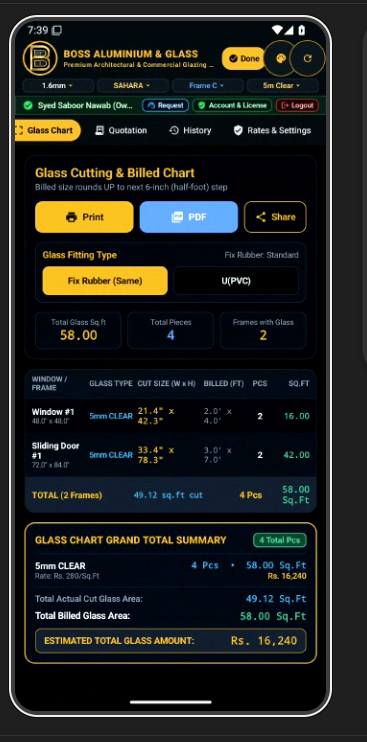 7:39
BOSS ALUMINIUM & GLASS
Premium Architectural & Commercial Glazing ...
Done
1.6mm
SAHARA
Frame C
5m Clear
Syed Saboor Nawab (Ow...
Request
Account & License
Logout
Glass Chart
Quotation
History
Rates & Settings
Glass Cutting & Billed Chart
Billed size rounds UP to next 6-inch (half-foot) step
Print
PDF
Share
Glass Fitting Type
Fix Rubber: Standard
Fix Rubber (Same)
U(PVC)
Total Glass Sq.ft
58.00
Total Pieces
4
Frames with Glass
2
WINDOW / FRAME
GLASS TYPE
CUT SIZE (W x H)
BILLED (FT)
PCS
SQ.FT
Window #1
48.0" x 48.0"
5mm CLEAR
21.4" x 42.3"
2.0' x 4.0'
2
16.00
Sliding Door #1
72.0" x 84.0"
5mm CLEAR
33.4" x 78.3"
3.0' x 7.0'
2
42.00
TOTAL (2 Frames)
49.12 sq.ft cut
4 Pcs
58.00 Sq.Ft
GLASS CHART GRAND TOTAL SUMMARY
4 Total Pcs
5mm CLEAR
4 Pcs • 58.00 Sq.Ft
Rate: Rs. 280/Sq.Ft
Rs. 16,240
Total Actual Cut Glass Area:
49.12 Sq.Ft
Total Billed Glass Area:
58.00 Sq.Ft
ESTIMATED TOTAL GLASS AMOUNT:
Rs. 16,240